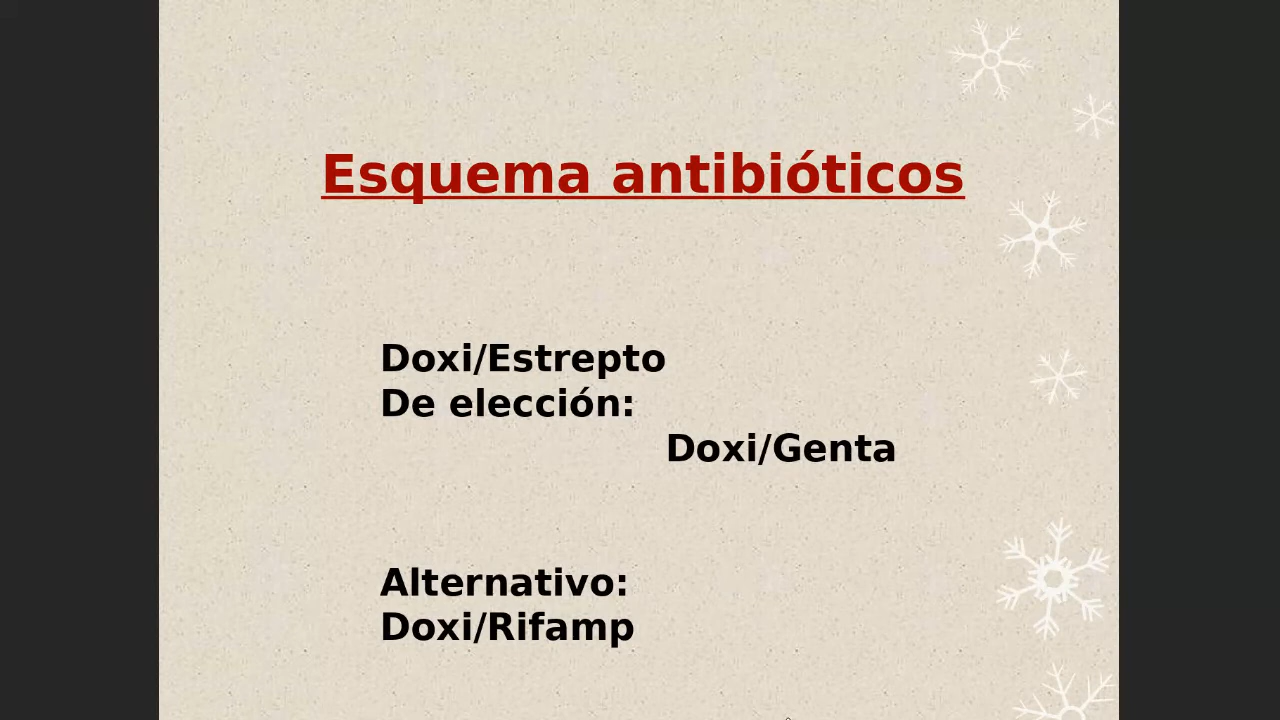 Esquema antibióticos
Doxi/Estrepto
De elección:
Doxi/Genta
Alternativo:
Doxi/Rifamp